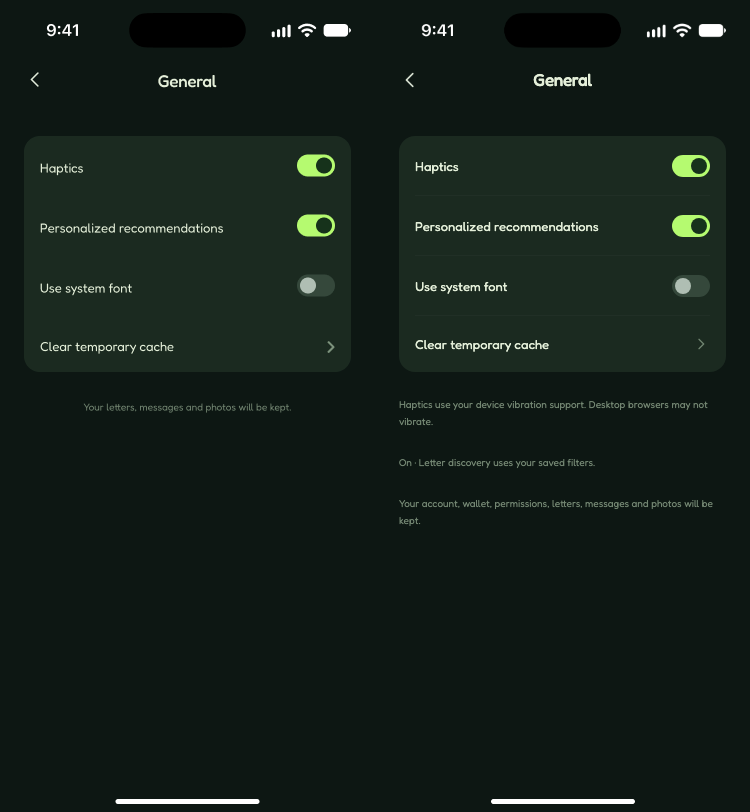 9:41
General
Haptics
Personalized recommendations
Use system font
Clear temporary cache
Your letters, messages and photos will be kept.
9:41
General
Haptics
Personalized recommendations
Use system font
Clear temporary cache
Haptics use your device vibration support. Desktop browsers may not
vibrate.
On · Letter discovery uses your saved filters.
Your account, wallet, permissions, letters, messages and photos will be
kept.